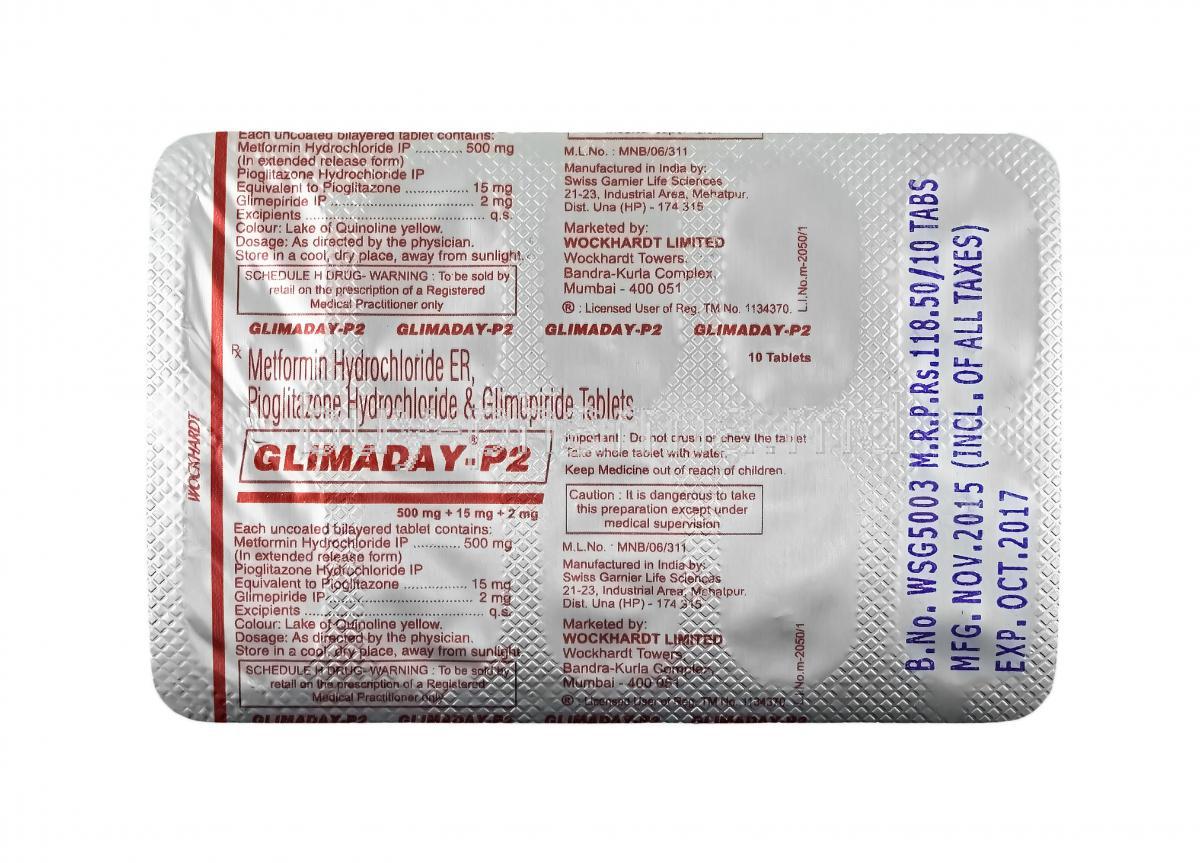 Each uncoated bilayered tablet contains:
Metformin Hydrochloride IP ............ 500 mg
(In extended release form)
Pioglitazone Hydrochloride IP
Equivalent to Pioglitazone ................ 15 mg
Glimepiride IP ..................................... 2 mg
Excipients .......................................... q.s.
Colour: Lake of Quinoline yellow.
Dosage: As directed by the physician.
Store in a cool, dry place, away from sunlight.
SCHEDULE H DRUG- WARNING : To be sold by
retail on the prescription of a Registered
Medical Practitioner only
M.L.No. : MNB/06/311
Manufactured in India by:
Swiss Garnier Life Sciences
21-23, Industrial Area, Mehatpur.
Dist. Una (HP) - 174 315
Marketed by:
WOCKHARDT LIMITED
Wockhardt Towers,
Bandra-Kurla Complex,
Mumbai - 400 051
® : Licensed User of Reg. TM No. 1134370.
L.I.No.m-2050/1
GLIMADAY-P2 GLIMADAY-P2 GLIMADAY-P2 GLIMADAY-P2
Rx Metformin Hydrochloride ER,
Pioglitazone Hydrochloride & Glimepiride Tablets
10 Tablets
WOCKHARDT
GLIMADAY®-P2
500 mg + 15 mg + 2 mg
Important : Do not crush or chew the tablet
Take whole tablet with water.
Keep Medicine out of reach of children.
Caution : It is dangerous to take
this preparation except under
medical supervision
Each uncoated bilayered tablet contains:
Metformin Hydrochloride IP ............ 500 mg
(In extended release form)
Pioglitazone Hydrochloride IP
Equivalent to Pioglitazone ................ 15 mg
Glimepiride IP ..................................... 2 mg
Excipients .......................................... q.s.
Colour: Lake of Quinoline yellow.
Dosage: As directed by the physician.
Store in a cool, dry place, away from sunlight
SCHEDULE H DRUG- WARNING : To be sold by
retail on the prescription of a Registered
Medical Practitioner only
M.L.No. : MNB/06/311
Manufactured in India by:
Swiss Garnier Life Sciences
21-23, Industrial Area, Mehatpur.
Dist. Una (HP) - 174 315
Marketed by:
WOCKHARDT LIMITED
Wockhardt Towers,
Bandra-Kurla Complex,
Mumbai - 400 051
® : Licensed User of Reg. TM No. 1134370
L.I.No.m-2050/1
GLIMADAY-P2 GLIMADAY-P2 GLIMADAY-P2 GLIMADAY-P2
B.No. WSG5003 M.R.P.Rs.118.50/10 TABS
MFG. NOV.2015 (INCL. OF ALL TAXES)
EXP. OCT.2017